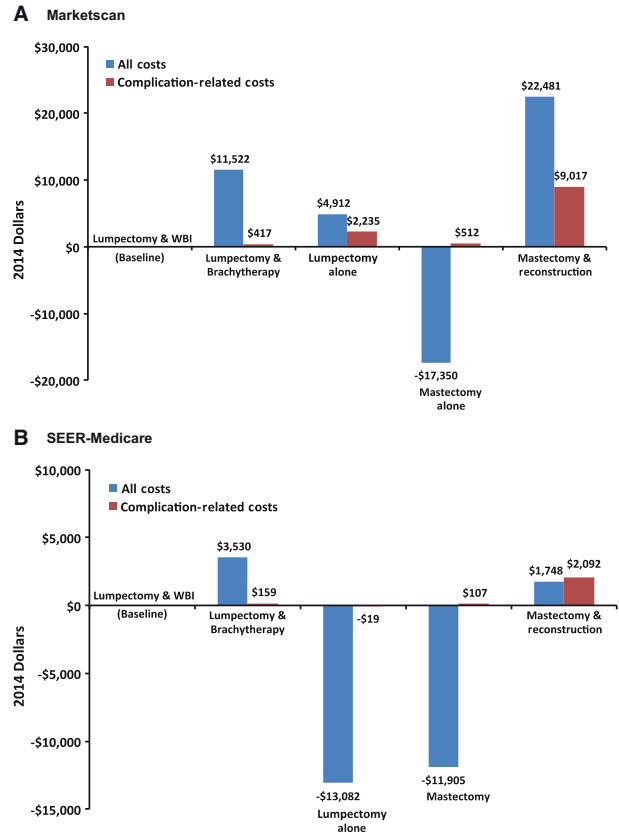 A Marketscan
$30,000
All costs
Complication-related costs
$22,481
$20,000
$11,522
$10,000
$9,017
$4,912
$2,235
$417
$512
Lumpectomy & WBI
$0
(Baseline)
Lumpectomy &
Brachytherapy
Lumpectomy
alone
Mastectomy &
reconstruction
2014 Dollars
-$10,000
-$17,350
-$20,000
Mastectomy
alone
B SEER-Medicare
$10,000
All costs
Complication-related costs
$5,000
$3,530
$159
$107
$1,748
$2,092
Lumpectomy & WBI
$0
(Baseline)
Lumpectomy &
Brachytherapy
-$19
Mastectomy &
reconstruction
2014 Dollars
-$5,000
-$10,000
-$11,905
Mastectomy
-$13,082
-$15,000
Lumpectomy
alone